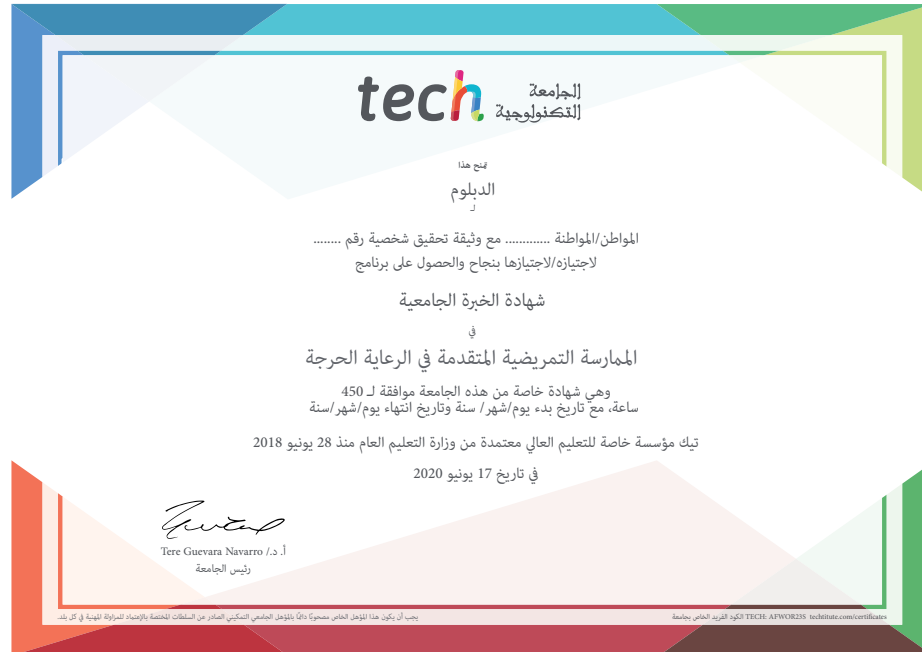 tech الجامعة
التكنولوجية
تمنح هذا
الدبلوم
لـ
المواطن/المواطنة ............. مع وثيقة تحقيق شخصية رقم ........
لاجتيازه/لاجتيازها بنجاح والحصول على برنامج
شهادة الخبرة الجامعية
في
الممارسة التمريضية المتقدمة في الرعاية الحرجة
وهي شهادة خاصة من هذه الجامعة موافقة لـ 450
ساعة، مع تاريخ بدء يوم/شهر/ سنة وتاريخ انتهاء يوم/شهر/سنة
تيك مؤسسة خاصة للتعليم العالي معتمدة من وزارة التعليم العام منذ 28 يونيو 2018
في تاريخ 17 يونيو 2020
أ. د./ Tere Guevara Navarro
رئيس الجامعة
يجب أن يكون هذا المؤهل الخاص مصحوبًا دائمًا بالمؤهل الجامعي التمكيني الصادر عن السلطات المختصة بالإعتماد للمزاولة المهنية في كل بلد.
الكود الفريد الخاص بجامعة TECH: AFWOR23S techtitute.com/certificates